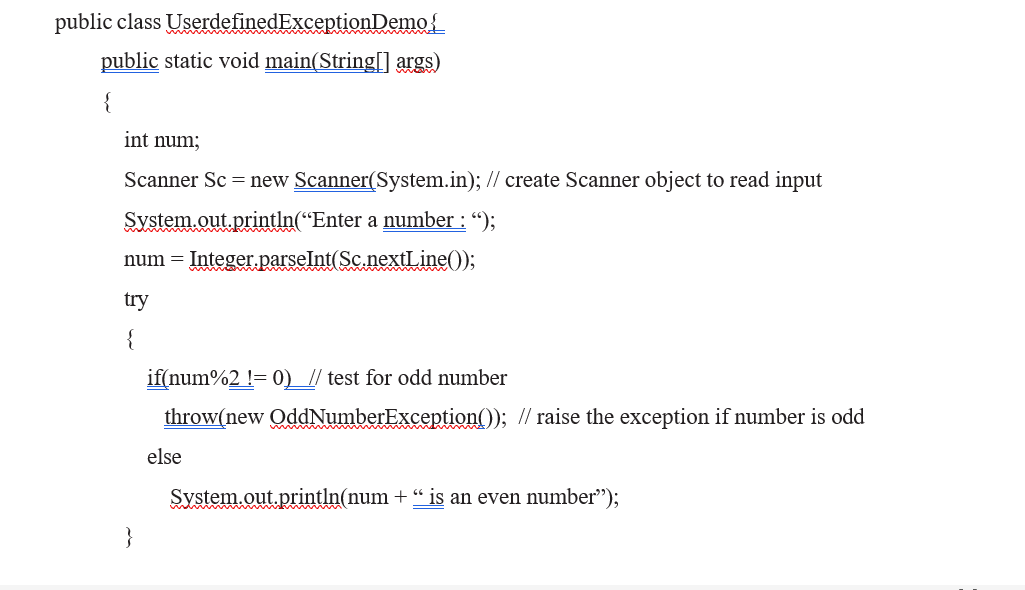 public class UserdefinedExceptionDemo{
public static void main(String[] args)
{
int num;
Scanner Sc = new Scanner(System.in); // create Scanner object to read input
System.out.println(“Enter a number : “);
num = Integer.parseInt(Sc.nextLine());
try
{
if(num%2 != 0)   // test for odd number
throw(new OddNumberException());  // raise the exception if number is odd
else
System.out.println(num + “ is an even number”);
}